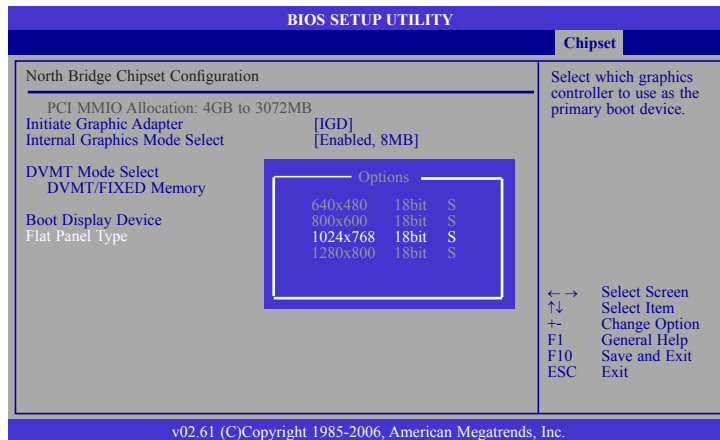 BIOS SETUP UTILITY
Chipset
North Bridge Chipset Configuration
PCI MMIO Allocation: 4GB to 3072MB
Initiate Graphic Adapter [IGD]
Internal Graphics Mode Select [Enabled, 8MB]
DVMT Mode Select
DVMT/FIXED Memory
Boot Display Device
Flat Panel Type
Options
640x480 18bit S
800x600 18bit S
1024x768 18bit S
1280x800 18bit S
Select which graphics
controller to use as the
primary boot device.
←→ Select Screen
↑↓ Select Item
+- Change Option
F1 General Help
F10 Save and Exit
ESC Exit
v02.61 (C)Copyright 1985-2006, American Megatrends, Inc.